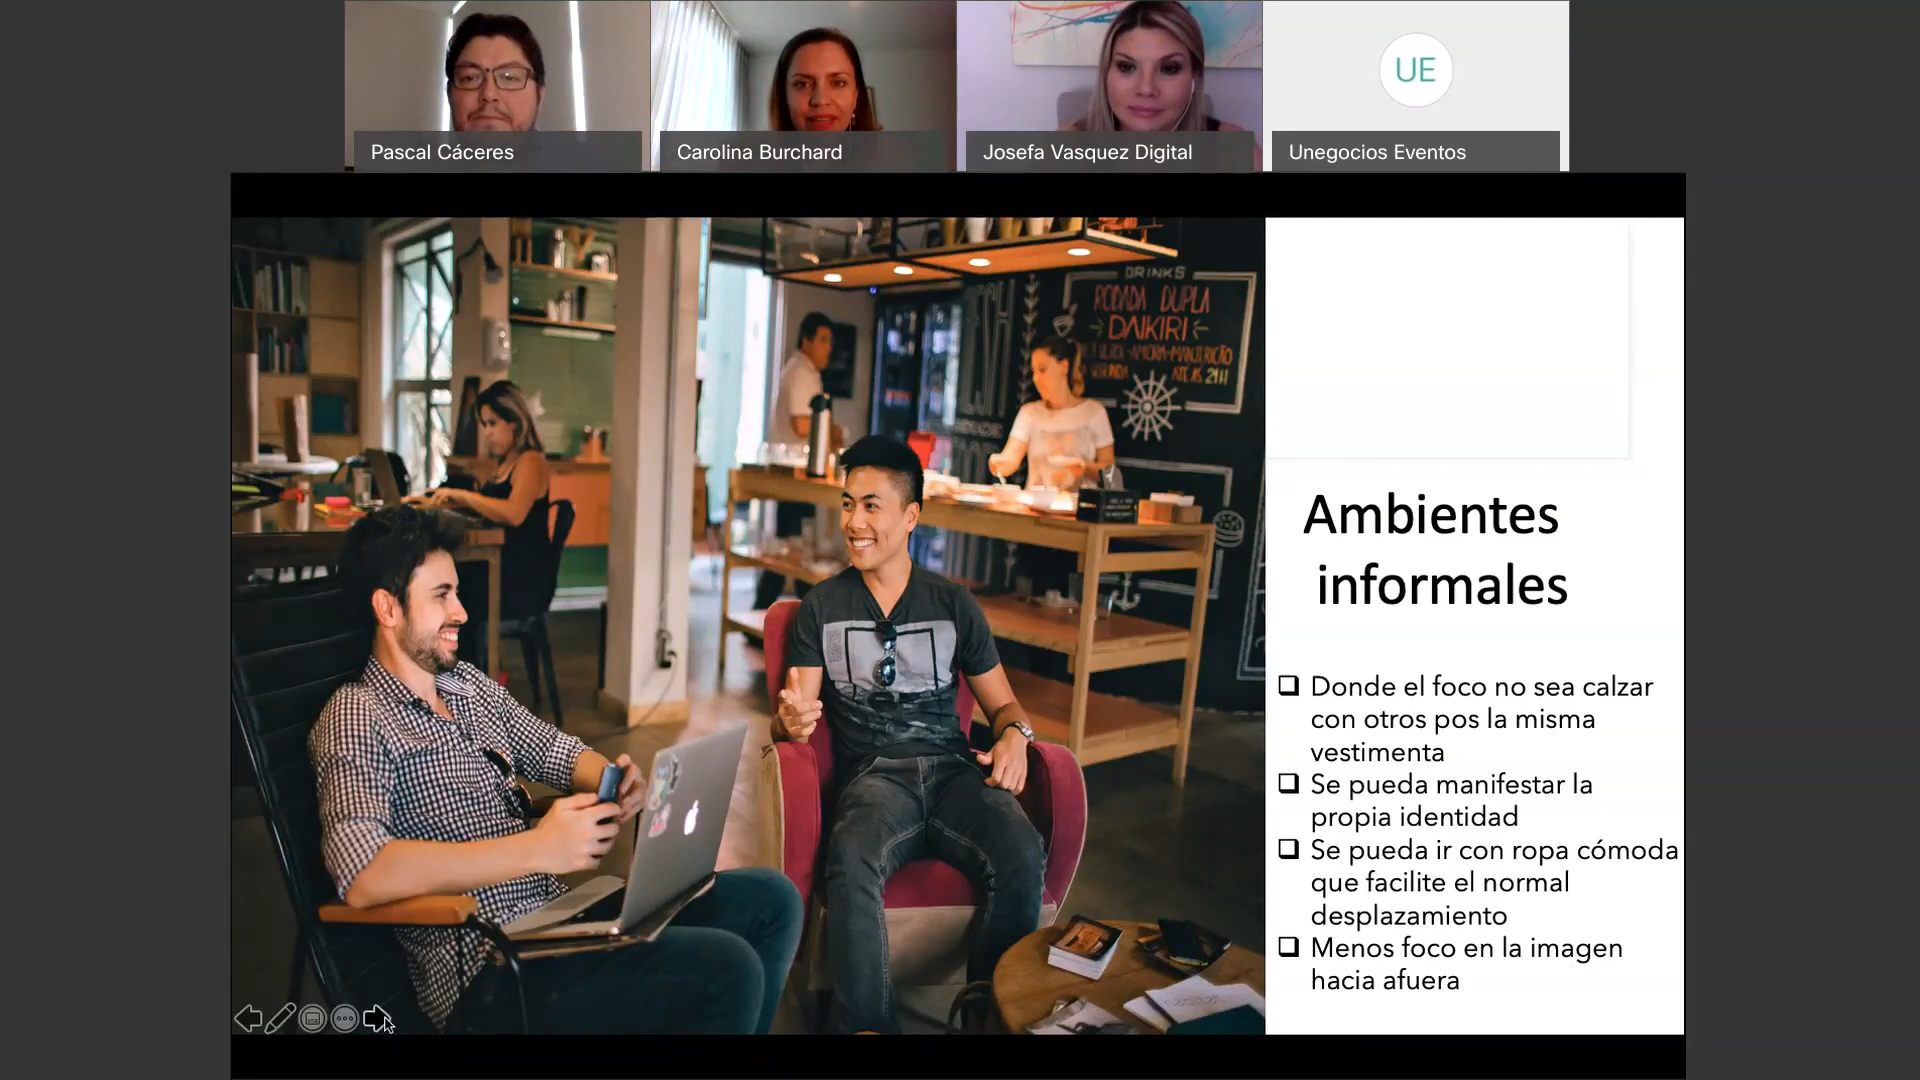 Pascal Cáceres
Carolina Burchard
Josefa Vasquez Digital
UE
Unegocios Eventos
DRINKS
RODADA DUPLA
DAIKIRI
Ambientes
informales
Donde el foco no sea calzar
con otros pos la misma
vestimenta
Se pueda manifestar la
propia identidad
Se pueda ir con ropa cómoda
que facilite el normal
desplazamiento
Menos foco en la imagen
hacia afuera